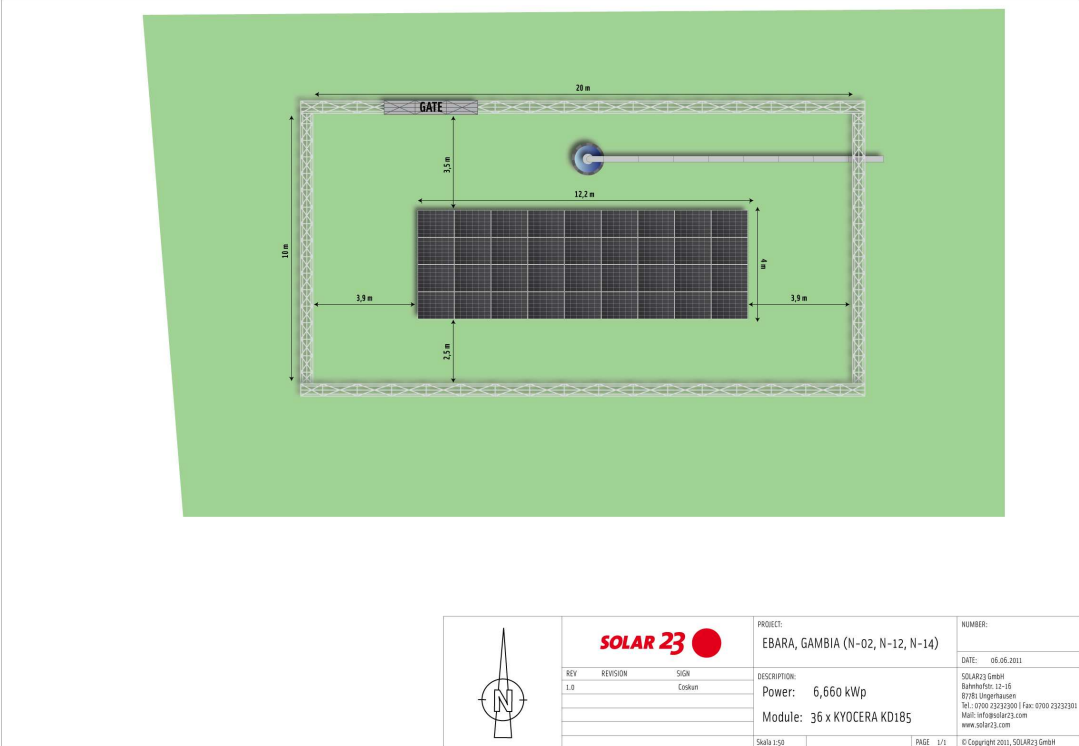 20 m
GATE
3,5 m
12,2 m
10 m
4 m
3,9 m
3,9 m
2,5 m
N
SOLAR 23
REV REVISION SIGN
1.0 Coskun
PROJECT:
EBARA, GAMBIA (N-02, N-12, N-14)
DESCRIPTION:
Power: 6,660 kWp
Module: 36 x KYOCERA KD185
Skala 1:50
PAGE 1/1
NUMBER:
DATE: 06.06.2011
SOLAR23 GmbH
Bahnhofstr. 12-16
87781 Ungerhausen
Tel.: 0700 23232300 | Fax: 0700 23232301
Mail: info@solar23.com
www.solar23.com
© Copyright 2011, SOLAR23 GmbH